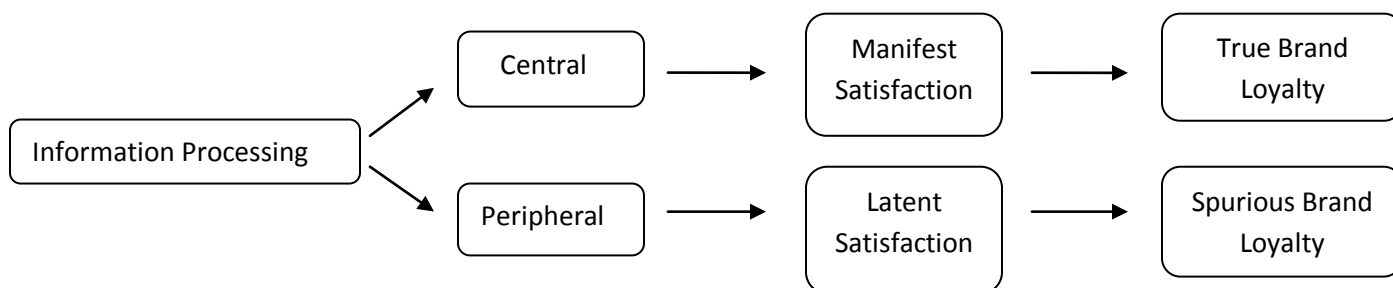 Central
Manifest
Satisfaction
True Brand
Loyalty
Information Processing
Peripheral
Latent
Satisfaction
Spurious Brand
Loyalty